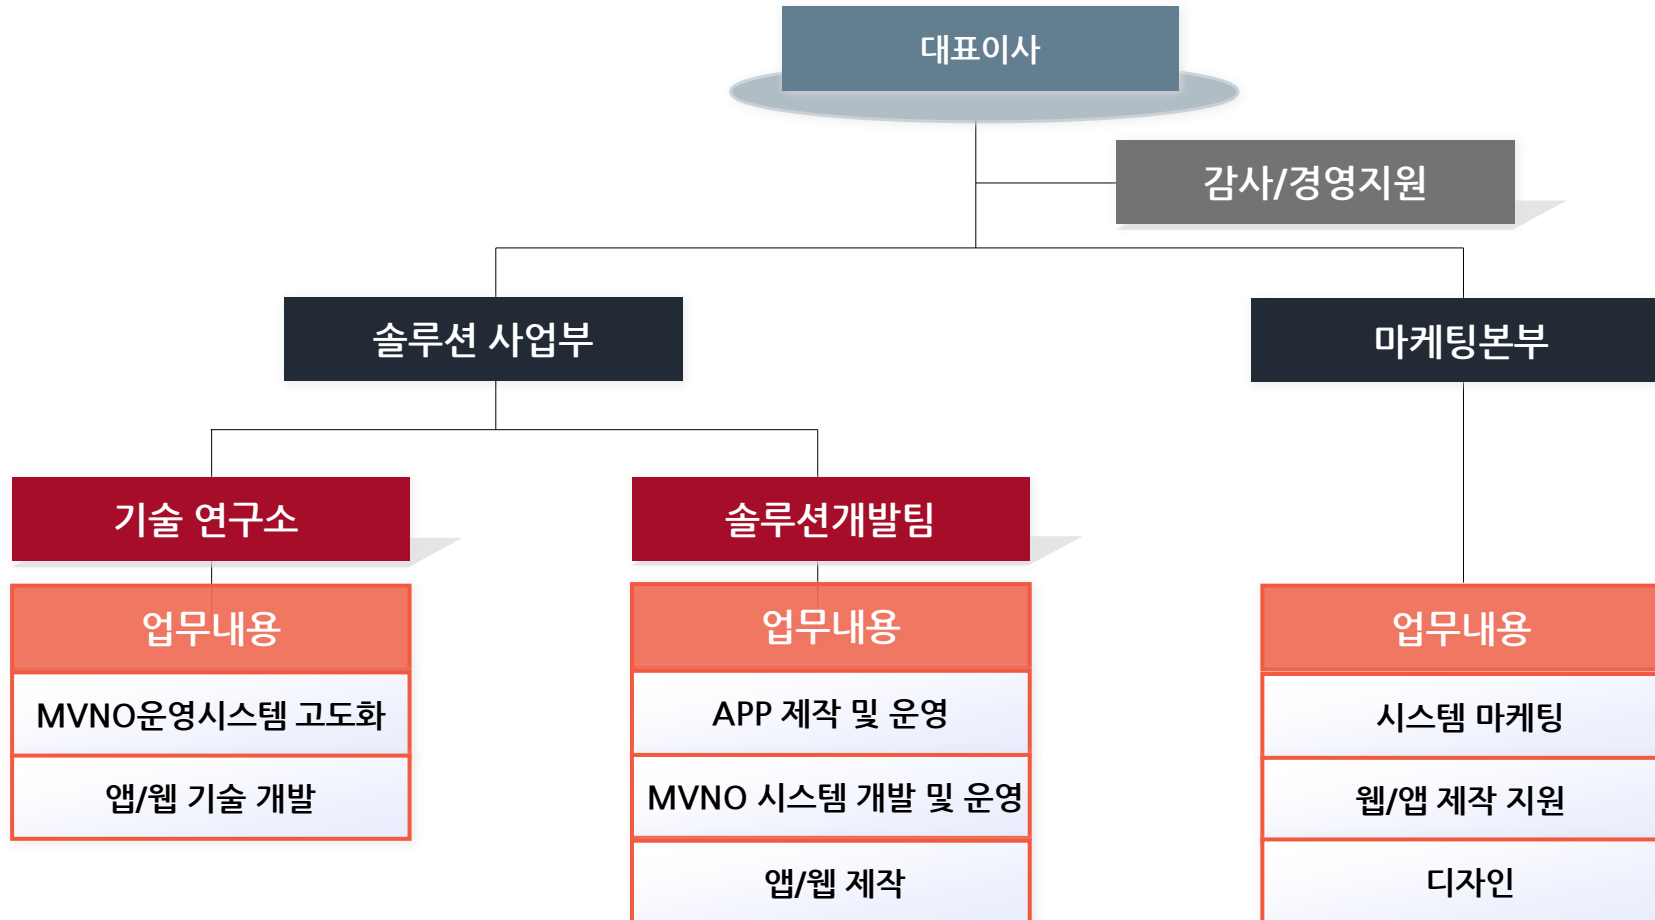 대표이사
감사/경영지원
솔루션 사업부
마케팅본부
기술 연구소
솔루션개발팀
업무내용
업무내용
업무내용
MVNO운영시스템 고도화
APP 제작 및 운영
시스템 마케팅
앱/웹 기술 개발
MVNO 시스템 개발 및 운영
웹/앱 제작 지원
앱/웹 제작
디자인